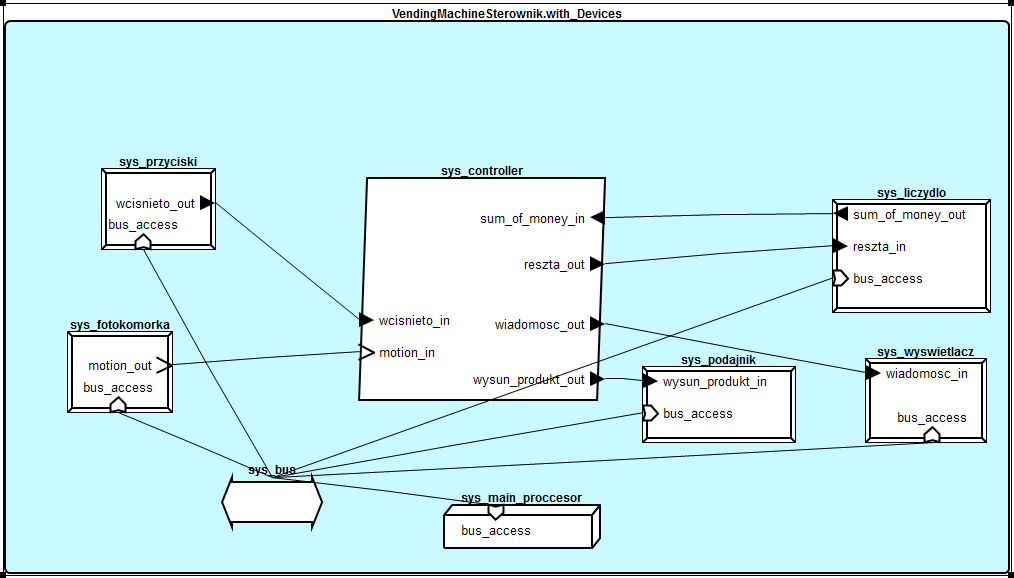 VendingMachineSterownik.with_Devices
sys_przyciski
wcisnieto_out
bus_access
sys_fotokomorka
motion_out
bus_access
sys_controller
sum_of_money_in
reszta_out
wcisnieto_in
wiadomosc_out
motion_in
wysun_produkt_out
sys_liczydlo
sum_of_money_out
reszta_in
bus_access
sys_podajnik
wysun_produkt_in
bus_access
sys_wyswietlacz
wiadomosc_in
bus_access
sys_bus
sys_main_proccesor
bus_access